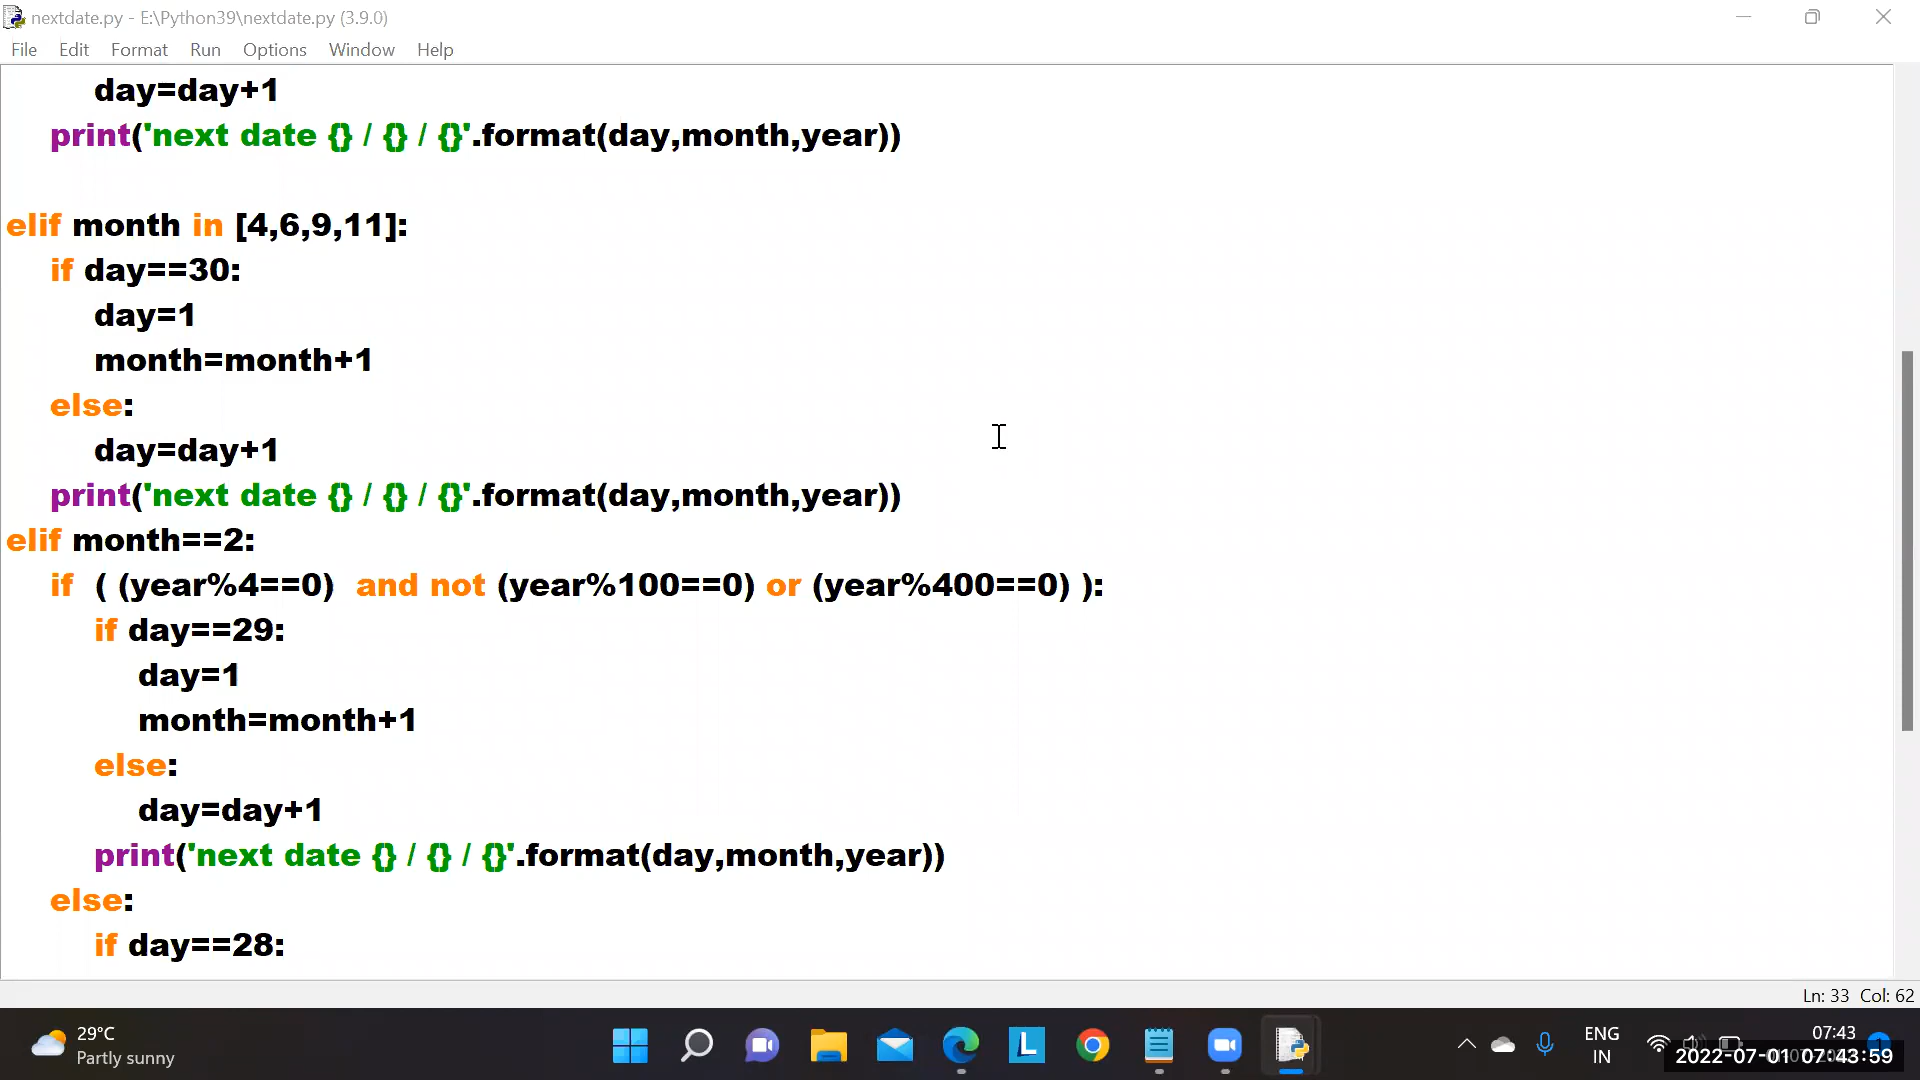 nextdate.py - E:\Python39\nextdate.py (3.9.0)
File Edit Format Run Options Window Help
day=day+1
print('next date {} / {} / {}'.format(day,month,year))
elif month in [4,6,9,11]:
if day==30:
day=1
month=month+1
else:
day=day+1
print('next date {} / {} / {}'.format(day,month,year))
elif month==2:
if ( (year%4==0) and not (year%100==0) or (year%400==0) ):
if day==29:
day=1
month=month+1
else:
day=day+1
print('next date {} / {} / {}'.format(day,month,year))
else:
if day==28:
Ln: 33 Col: 62
29°C
Partly sunny
L
ENG
IN
07:43
1
2022-07-01 07:43:59